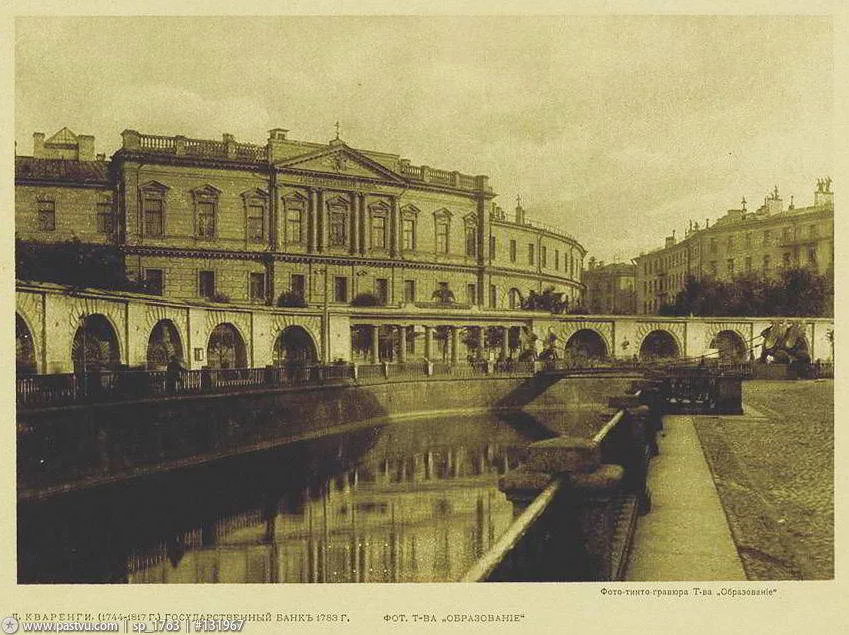 Фото-тинто-гравюра Т-ва „Образованіе“
Д. КВАРЕНГИ. (1744-1817 Г.) ГОСУДАРСТВЕННЫЙ БАНКЪ 1783 Г. ФОТ. Т-ВА „ОБРАЗОВАНІЕ“
www.pastvu.com | sp_1763 | #131967